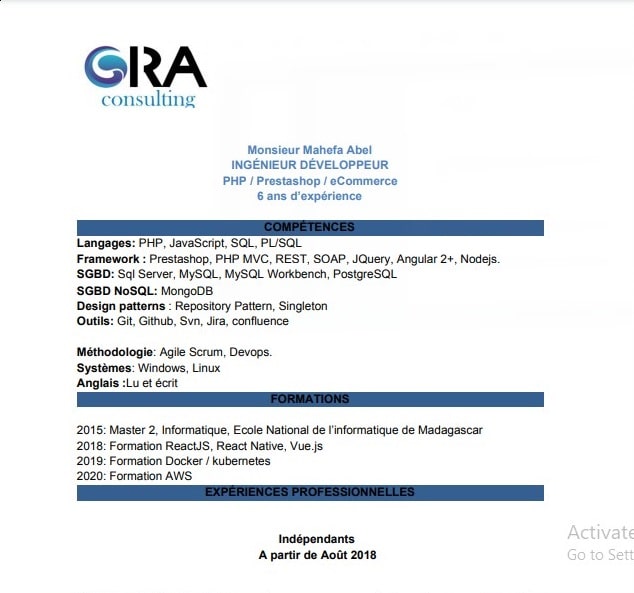 GRA
consulting
Monsieur Mahefa Abel
INGÉNIEUR DÉVELOPPEUR
PHP / Prestashop / eCommerce
6 ans d'expérience
COMPÉTENCES
Langages: PHP, JavaScript, SQL, PL/SQL
Framework : Prestashop, PHP MVC, REST, SOAP, JQuery, Angular 2+, Nodejs.
SGBD: Sql Server, MySQL, MySQL Workbench, PostgreSQL
SGBD NoSQL: MongoDB
Design patterns : Repository Pattern, Singleton
Outils: Git, Github, Svn, Jira, confluence
Méthodologie: Agile Scrum, Devops.
Systèmes: Windows, Linux
Anglais :Lu et écrit
FORMATIONS
2015: Master 2, Informatique, Ecole National de l'informatique de Madagascar
2018: Formation ReactJS, React Native, Vue.js
2019: Formation Docker / kubernetes
2020: Formation AWS
EXPÉRIENCES PROFESSIONNELLES
Indépendants
A partir de Août 2018
Activate
Go to Sett